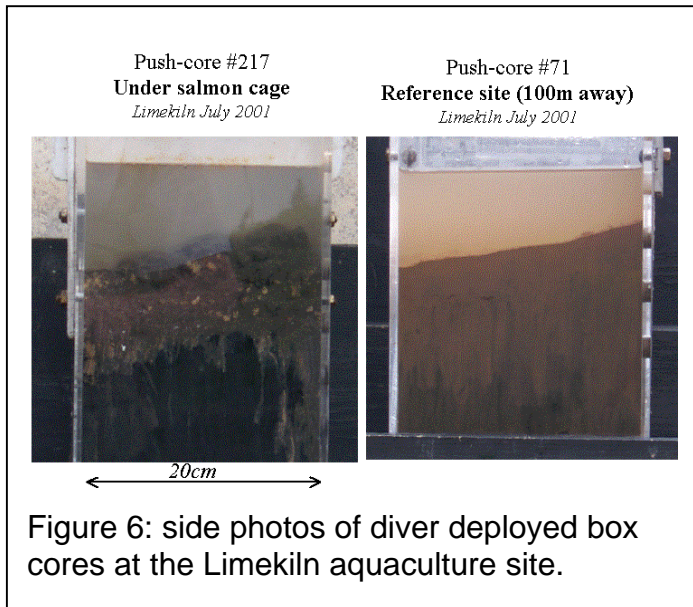 Push-core #217
Under salmon cage
Limekiln July 2001
Push-core #71
Reference site (100m away)
Limekiln July 2001
20cm
Figure 6: side photos of diver deployed box
cores at the Limekiln aquaculture site.